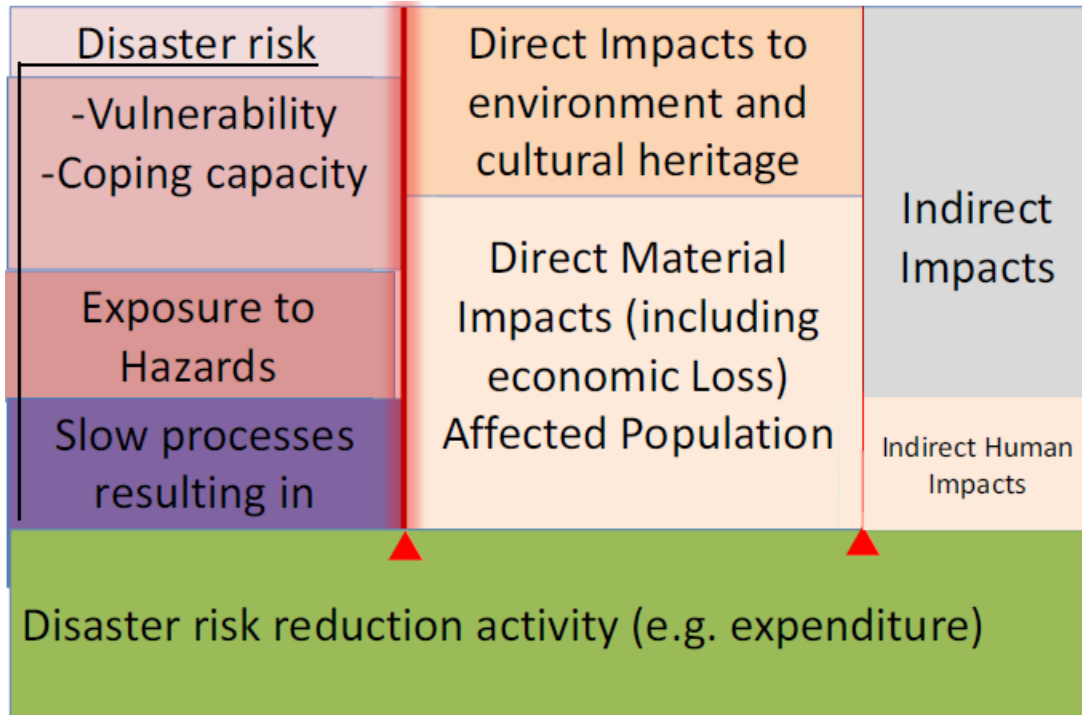 Disaster risk
-Vulnerability
-Coping capacity
Exposure to
Hazards
Slow processes
resulting in
Direct Impacts to
environment and
cultural heritage
Direct Material
Impacts (including
economic Loss)
Affected Population
Indirect
Impacts
Indirect Human
Impacts
Disaster risk reduction activity (e.g. expenditure)